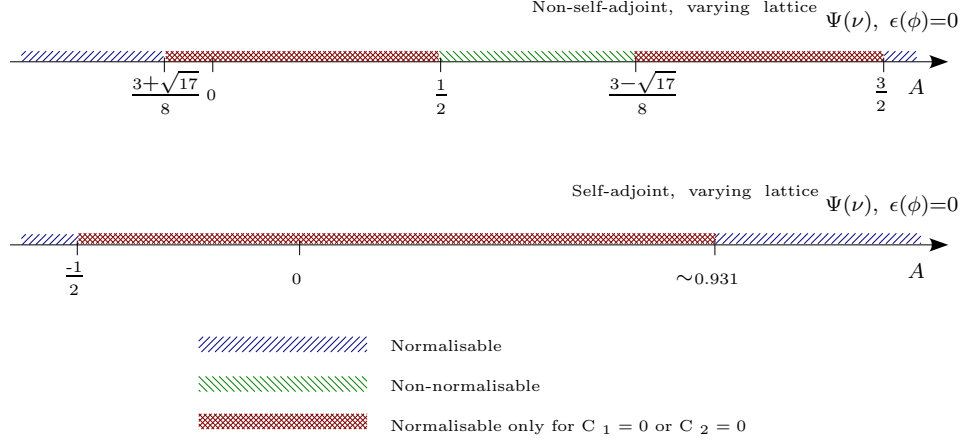 Non-self-adjoint, varying lattice Ψ(ν), ϵ(ϕ)=0
3+√17
8
0
1
2
3−√17
8
3
2
A
Self-adjoint, varying lattice Ψ(ν), ϵ(ϕ)=0
-1
2
0
∼0.931
A
Normalisable
Non-normalisable
Normalisable only for C 1 = 0 or C 2 = 0